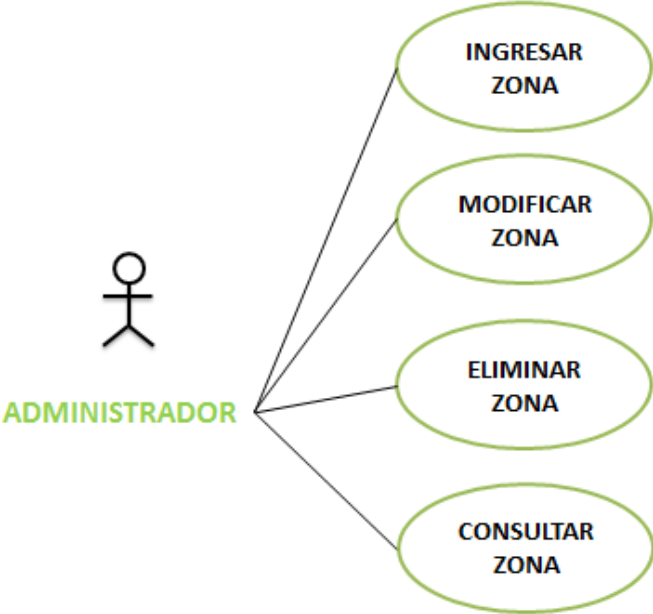 INGRESAR
ZONA
MODIFICAR
ZONA
ELIMINAR
ZONA
ADMINISTRADOR
CONSULTAR
ZONA